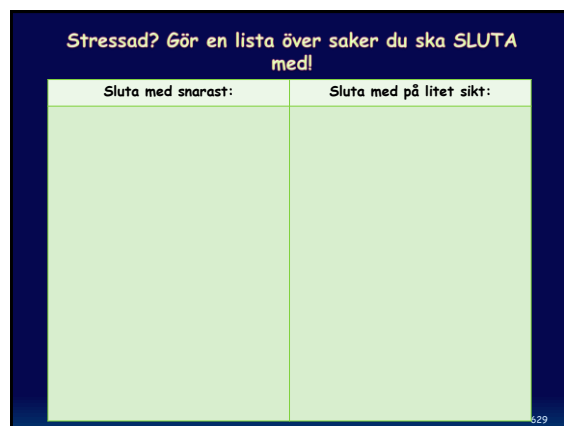 Stressad? Gör en lista över saker du ska SLUTA
med!
Sluta med snarast:
Sluta med på litet sikt:
629